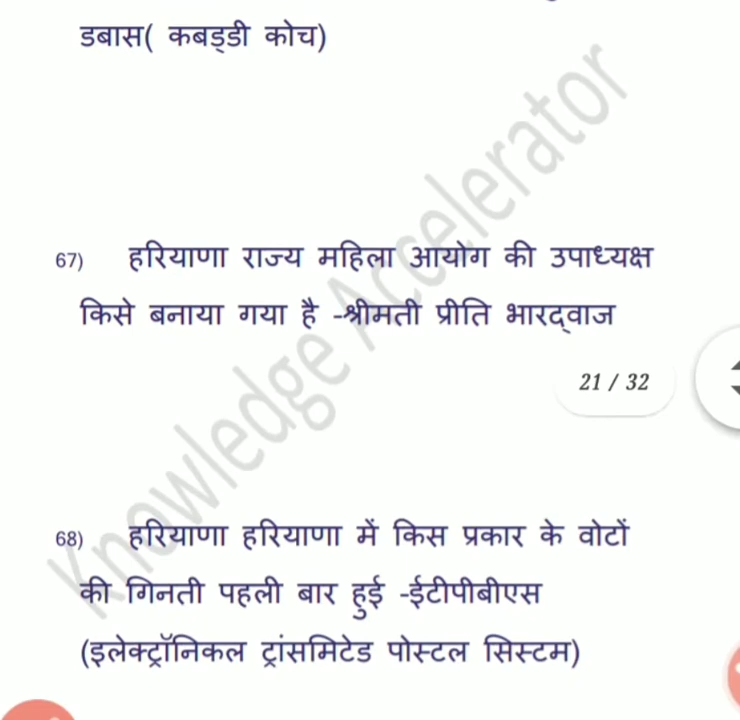 डबास( कबड्डी कोच)
67) हरियाणा राज्य महिला आयोग की उपाध्यक्ष
किसे बनाया गया है -श्रीमती प्रीति भारद्वाज
21 / 32
68) हरियाणा हरियाणा में किस प्रकार के वोटों
की गिनती पहली बार हुई -ईटीपीबीएस
(इलेक्ट्रॉनिकल ट्रांसमिटेड पोस्टल सिस्टम)
Knowledge Accelerator